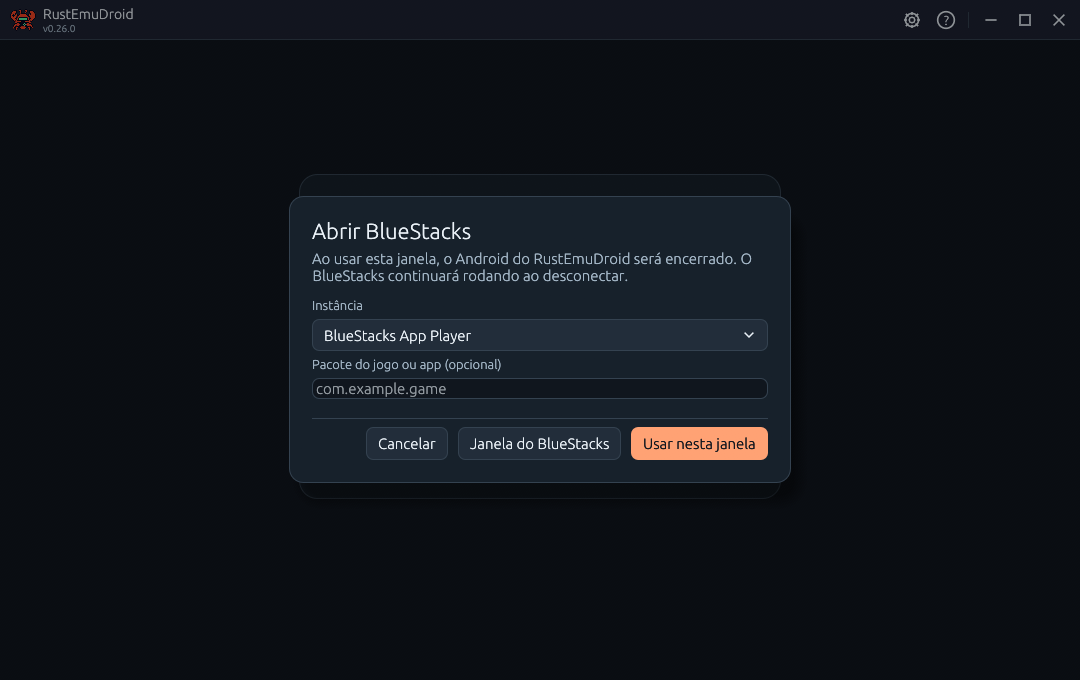 RustEmuDroid
v0.26.0
Abrir BlueStacks
Ao usar esta janela, o Android do RustEmuDroid será encerrado. O
BlueStacks continuará rodando ao desconectar.
Instância
BlueStacks App Player
Pacote do jogo ou app (opcional)
com.example.game
Cancelar
Janela do BlueStacks
Usar nesta janela